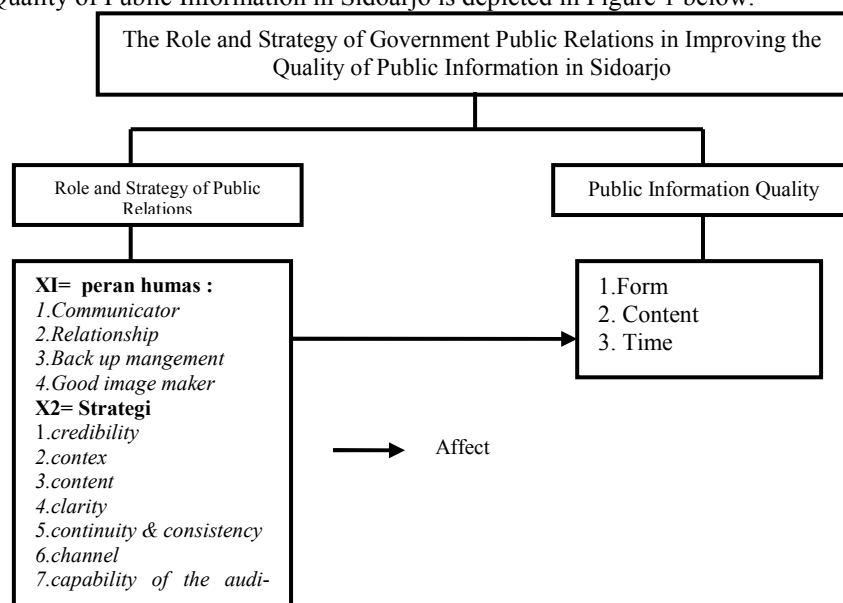 Quality of Public Information in Sidoarjo is depicted in Figure 1 below.
The Role and Strategy of Government Public Relations in Improving the
Quality of Public Information in Sidoarjo
Role and Strategy of Public
Relations
Public Information Quality
XI= peran humas :
1.Communicator
2.Relationship
3.Back up mangement
4.Good image maker
X2= Strategi
1.credibility
2.contex
3.content
4.clarity
5.continuity & consistency
6.channel
7.capability of the audi-
1.Form
2. Content
3. Time
Affect